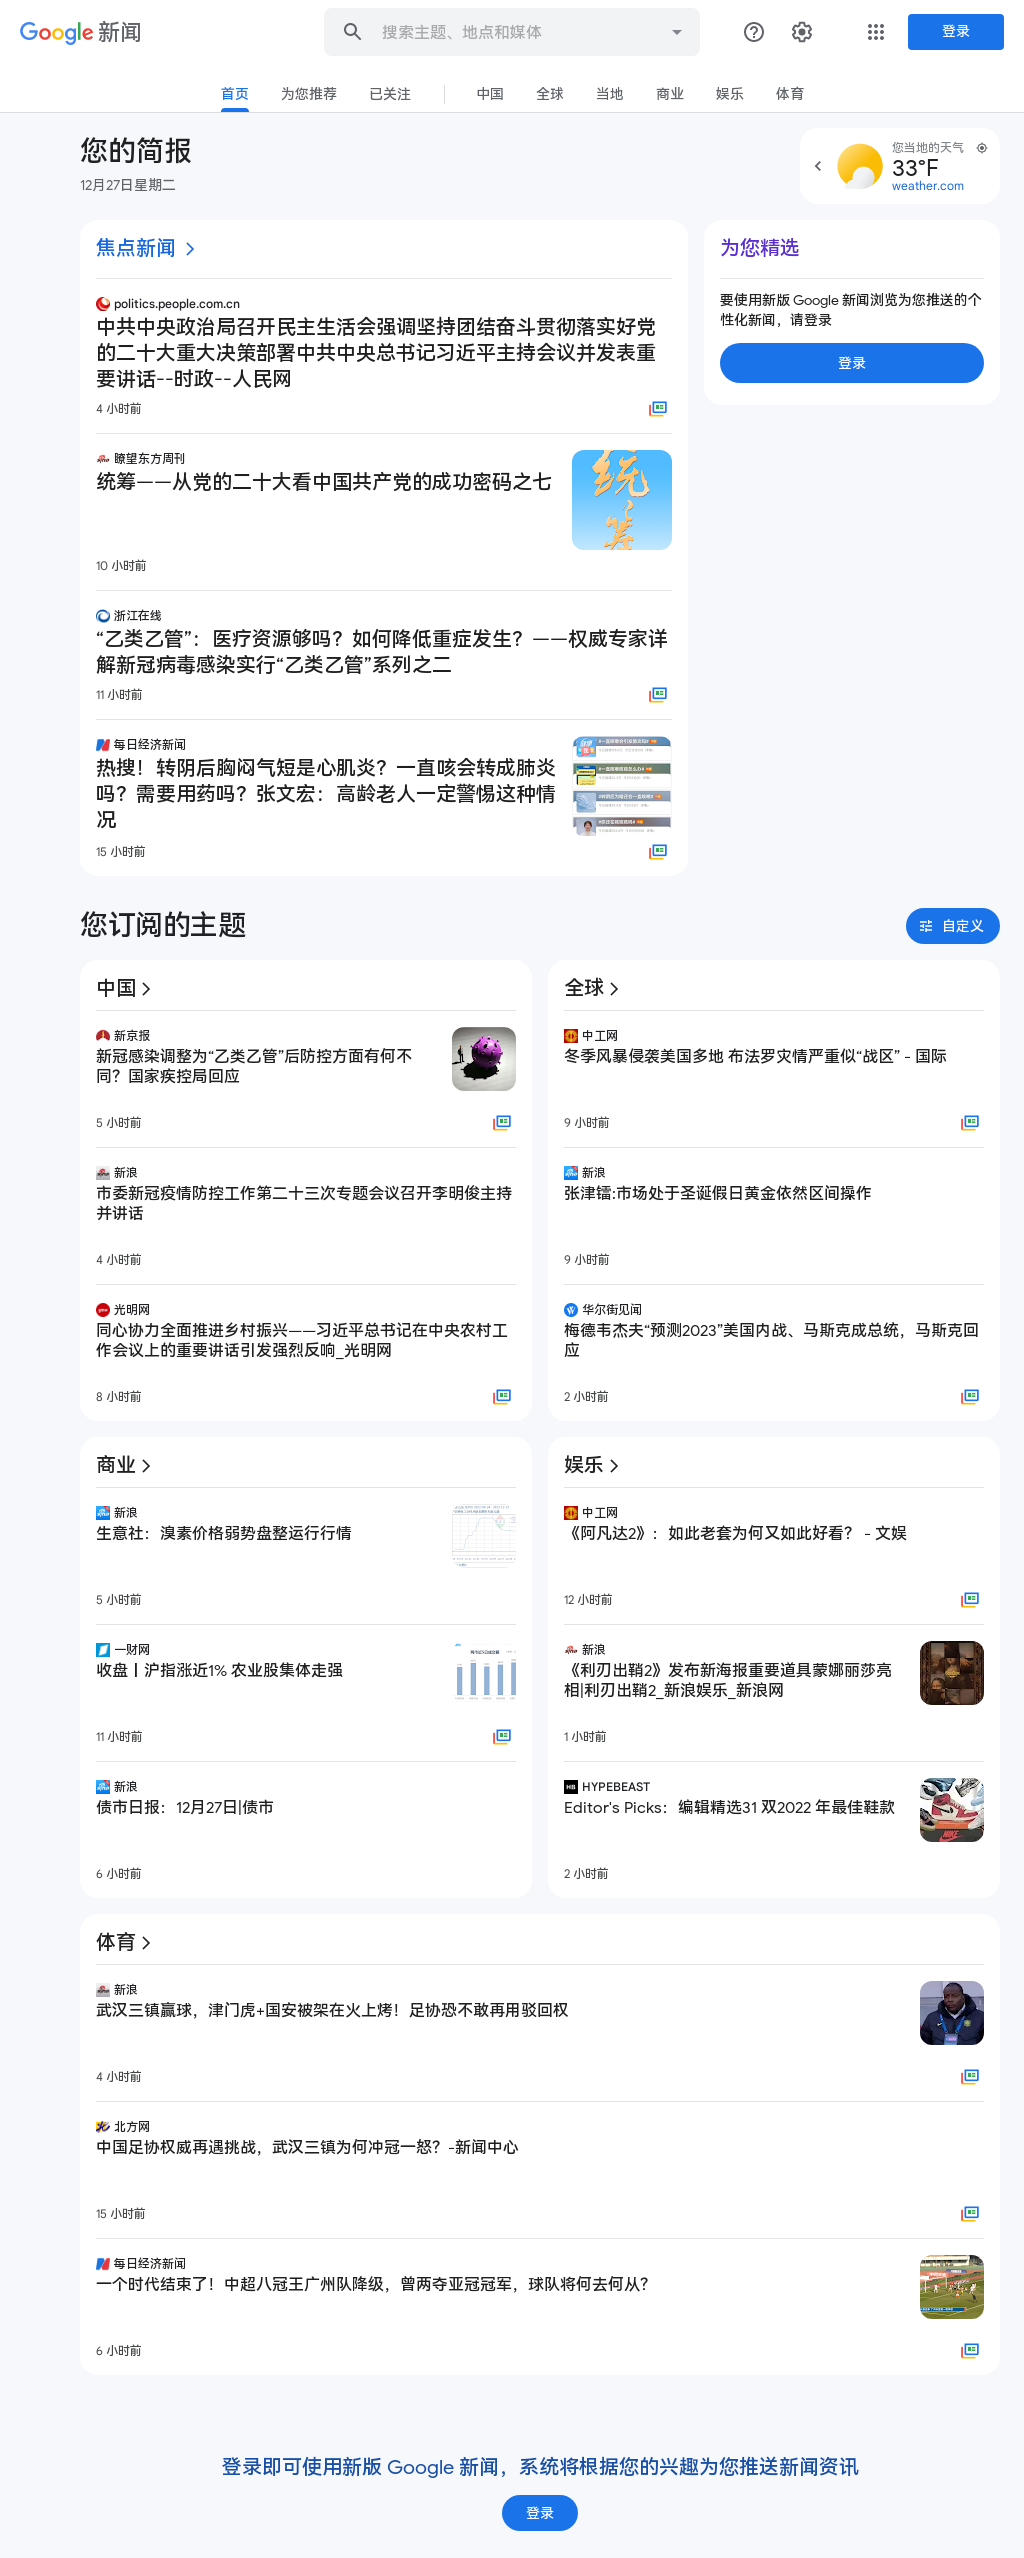 Google 新闻
搜索主题、地点和媒体
登录
首页
为您推荐
已关注
中国
全球
当地
商业
娱乐
体育
您的简报
12月27日星期二
您当地的天气
33°F
weather.com
焦点新闻
politics.people.com.cn
中共中央政治局召开民主生活会强调坚持团结奋斗贯彻落实好党
的二十大重大决策部署中共中央总书记习近平主持会议并发表重
要讲话--时政--人民网
4 小时前
瞭望东方周刊
统筹——从党的二十大看中国共产党的成功密码之七
统
筹
10 小时前
浙江在线
“乙类乙管”：医疗资源够吗？如何降低重症发生？——权威专家详
解新冠病毒感染实行“乙类乙管”系列之二
11 小时前
每日经济新闻
热搜！转阴后胸闷气短是心肌炎？一直咳会转成肺炎
吗？需要用药吗？张文宏：高龄老人一定警惕这种情
况
15 小时前
为您精选
要使用新版 Google 新闻浏览为您推送的个
性化新闻，请登录
登录
您订阅的主题
自定义
中国
新京报
新冠感染调整为“乙类乙管”后防控方面有何不
同？国家疾控局回应
5 小时前
新浪
市委新冠疫情防控工作第二十三次专题会议召开李明俊主持
并讲话
4 小时前
光明网
同心协力全面推进乡村振兴——习近平总书记在中央农村工
作会议上的重要讲话引发强烈反响_光明网
8 小时前
全球
中工网
冬季风暴侵袭美国多地 布法罗灾情严重似“战区” - 国际
9 小时前
新浪
张津镭:市场处于圣诞假日黄金依然区间操作
9 小时前
华尔街见闻
梅德韦杰夫“预测2023”美国内战、马斯克成总统，马斯克回
应
2 小时前
商业
新浪
生意社：溴素价格弱势盘整运行行情
5 小时前
一财网
收盘丨沪指涨近1% 农业股集体走强
11 小时前
新浪
债市日报：12月27日|债市
6 小时前
娱乐
中工网
《阿凡达2》：如此老套为何又如此好看？ - 文娱
12 小时前
新浪
《利刃出鞘2》发布新海报重要道具蒙娜丽莎亮
相|利刃出鞘2_新浪娱乐_新浪网
1 小时前
HYPEBEAST
Editor's Picks：编辑精选31 双2022 年最佳鞋款
2 小时前
体育
新浪
武汉三镇赢球，津门虎+国安被架在火上烤！足协恐不敢再用驳回权
4 小时前
北方网
中国足协权威再遇挑战，武汉三镇为何冲冠一怒？-新闻中心
15 小时前
每日经济新闻
一个时代结束了！中超八冠王广州队降级，曾两夺亚冠冠军，球队将何去何从？
6 小时前
登录即可使用新版 Google 新闻，系统将根据您的兴趣为您推送新闻资讯
登录